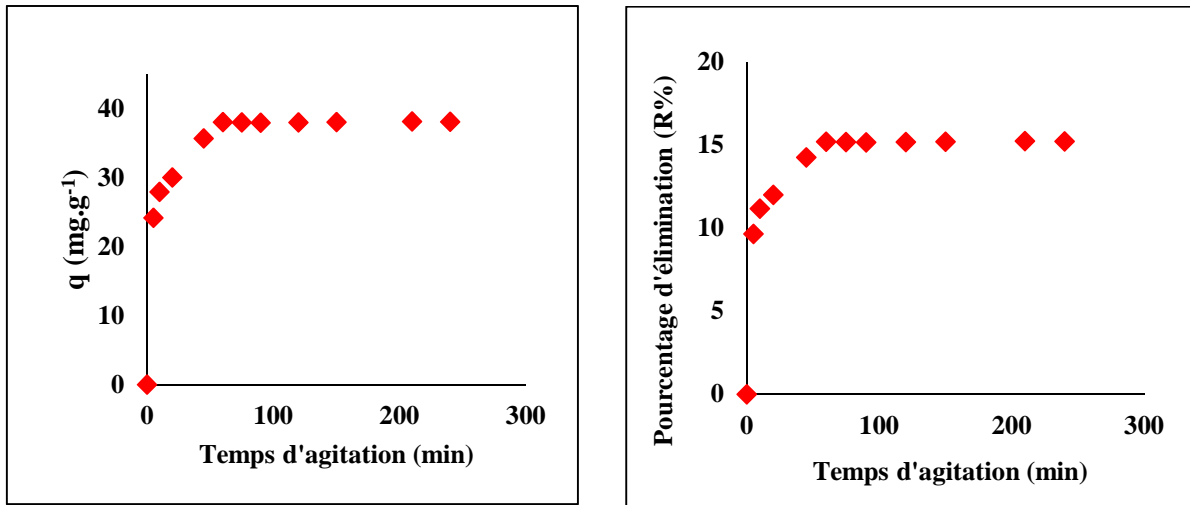 40
30
20
10
0
q (mg.g-1)
0 100 200 300
Temps d'agitation (min)
20
15
10
5
0
Pourcentage d'élimination (R%)
0 100 200 300
Temps d'agitation (min)